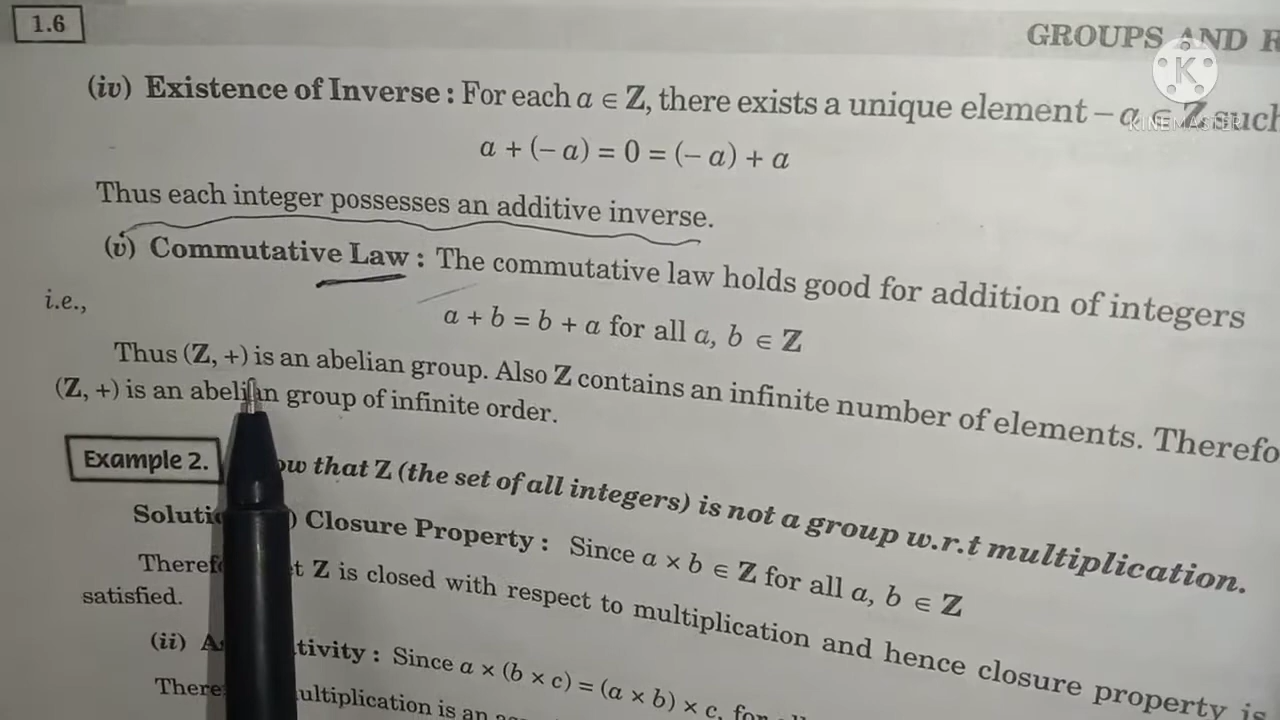 1.6
GROUPS AND
(iv) Existence of Inverse : For each a ∈ Z, there exists a unique element – a ∈ Z such
a + (– a) = 0 = (– a) + a
Thus each integer possesses an additive inverse.
(v) Commutative Law : The commutative law holds good for addition of integers
i.e.,
a + b = b + a for all a, b ∈ Z
Thus (Z, +) is an abelian group. Also Z contains an infinite number of elements. Therefo
(Z, +) is an abelian group of infinite order.
Example 2. ow that Z (the set of all integers) is not a group w.r.t multiplication.
Soluti ) Closure Property : Since a × b ∈ Z for all a, b ∈ Z
Theref t Z is closed with respect to multiplication and hence closure property is
satisfied.
(ii) A tivity : Since a × (b × c) = (a × b) × c, for
There ultiplication is an
K
KINEMASTER